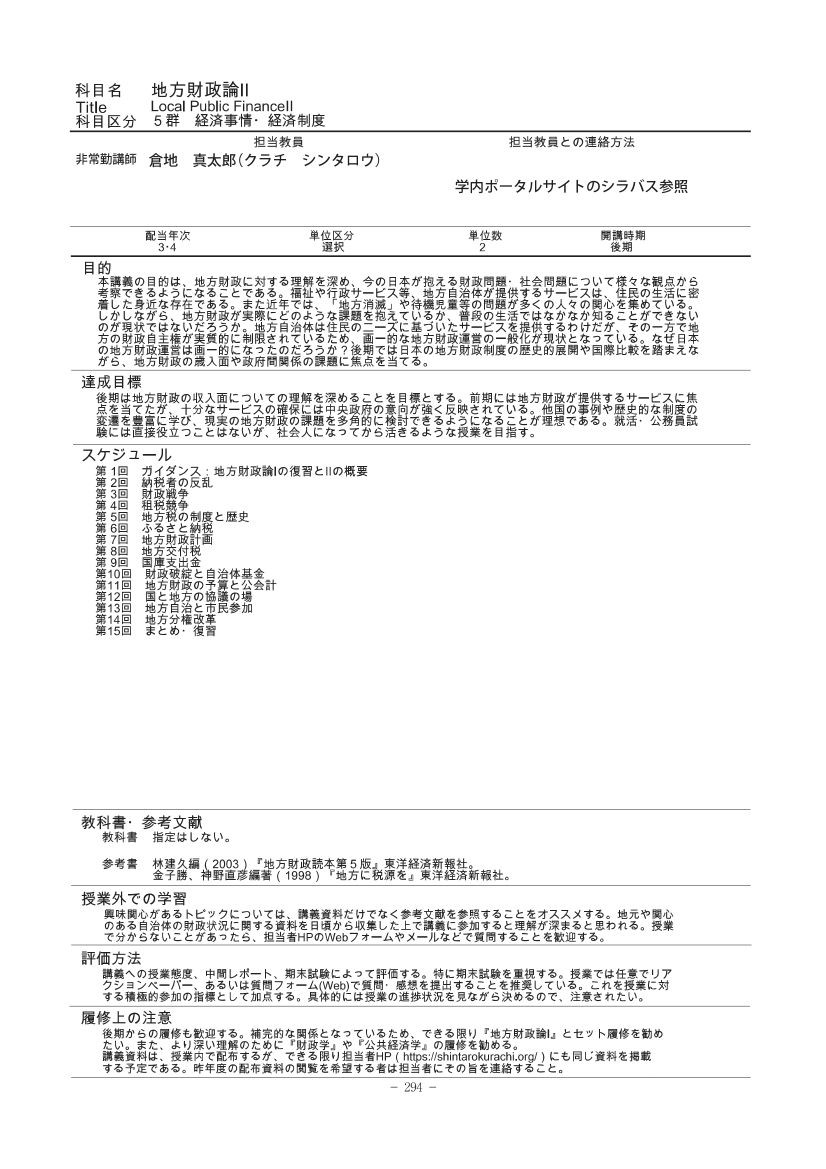 科目名　地方財政論II
Title　Local Public FinanceII
科目区分　５群　経済事情・経済制度
担当教員　担当教員との連絡方法
非常勤講師　倉地　真太郎(クラチ　シンタロウ)
学内ポータルサイトのシラバス参照
配当年次　単位区分　単位数　開講時期
3・4　選択　2　後期
目的
本講義の目的は、地方財政に対する理解を深め、今の日本が抱える財政問題・社会問題について様々な観点から
考察できるようになることである。福祉や行政サービス等、地方自治体が提供するサービスは、住民の生活に密
着した身近な存在である。また近年では、「地方消滅」や待機児童等の問題が多くの人々の関心を集めている。
しかしながら、地方財政が実際にどのような課題を抱えているか、普段の生活ではなかなか知ることができない
のが現状ではないだろうか。地方自治体は住民のニーズに基づいたサービスを提供するわけだが、その一方で地
方の財政自主権が実質的に制限されているため、画一的な地方財政運営の一般化が現状となっている。なぜ日本
の地方財政運営は画一的になったのだろうか？後期では日本の地方財政制度の歴史的展開や国際比較を踏まえな
がら、地方財政の歳入面や政府間関係の課題に焦点を当てる。
達成目標
後期は地方財政の収入面についての理解を深めることを目標とする。前期には地方財政が提供するサービスに焦
点を当てたが、十分なサービスの確保には中央政府の意向が強く反映されている。他国の事例や歴史的な制度の
変遷を豊富に学び、現実の地方財政の課題を多角的に検討できるようになることが理想である。就活・公務員試
験には直接役立つことはないが、社会人になってから活きるような授業を目指す。
スケジュール
第 1回　ガイダンス：地方財政論Iの復習とIIの概要
第 2回　納税者の反乱
第 3回　財政戦争
第 4回　租税競争
第 5回　地方税の制度と歴史
第 6回　ふるさと納税
第 7回　地方財政計画
第 8回　地方交付税
第 9回　国庫支出金
第10回　財政破綻と自治体基金
第11回　地方財政の予算と公会計
第12回　国と地方の協議の場
第13回　地方自治と市民参加
第14回　地方分権改革
第15回　まとめ・復習
教科書・参考文献
教科書　指定はしない。
参考書　林建久編（2003）『地方財政読本第５版』東洋経済新報社。
金子勝、神野直彦編著（1998）『地方に税源を』東洋経済新報社。
授業外での学習
興味関心があるトピックについては、講義資料だけでなく参考文献を参照することをオススメする。地元や関心
のある自治体の財政状況に関する資料を日頃から収集した上で講義に参加すると理解が深まると思われる。授業
で分からないことがあったら、担当者HPのWebフォームやメールなどで質問することを歓迎する。
評価方法
講義への授業態度、中間レポート、期末試験によって評価する。特に期末試験を重視する。授業では任意でリア
クションペーパー、あるいは質問フォーム(Web)で質問・感想を提出することを推奨している。これを授業に対
する積極的参加の指標として加点する。具体的には授業の進捗状況を見ながら決めるので、注意されたい。
履修上の注意
後期からの履修も歓迎する。補完的な関係となっているため、できる限り『地方財政論I』とセット履修を勧め
たい。また、より深い理解のために『財政学』や『公共経済学』の履修を勧める。
講義資料は、授業内で配布するが、できる限り担当者HP（https://shintarokurachi.org/）にも同じ資料を掲載
する予定である。昨年度の配布資料の閲覧を希望する者は担当者にその旨を連絡すること。
－ 294 －